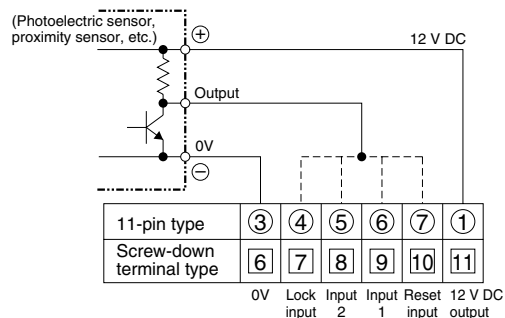 (Photoelectric sensor,
proximity sensor, etc.)
+
12 V DC
Output
0V
−
11-pin type 3 4 5 6 7 1
Screw-down
terminal type 6 7 8 9 10 11
0V Lock Input Input Reset 12 V DC
input 2 1 input output